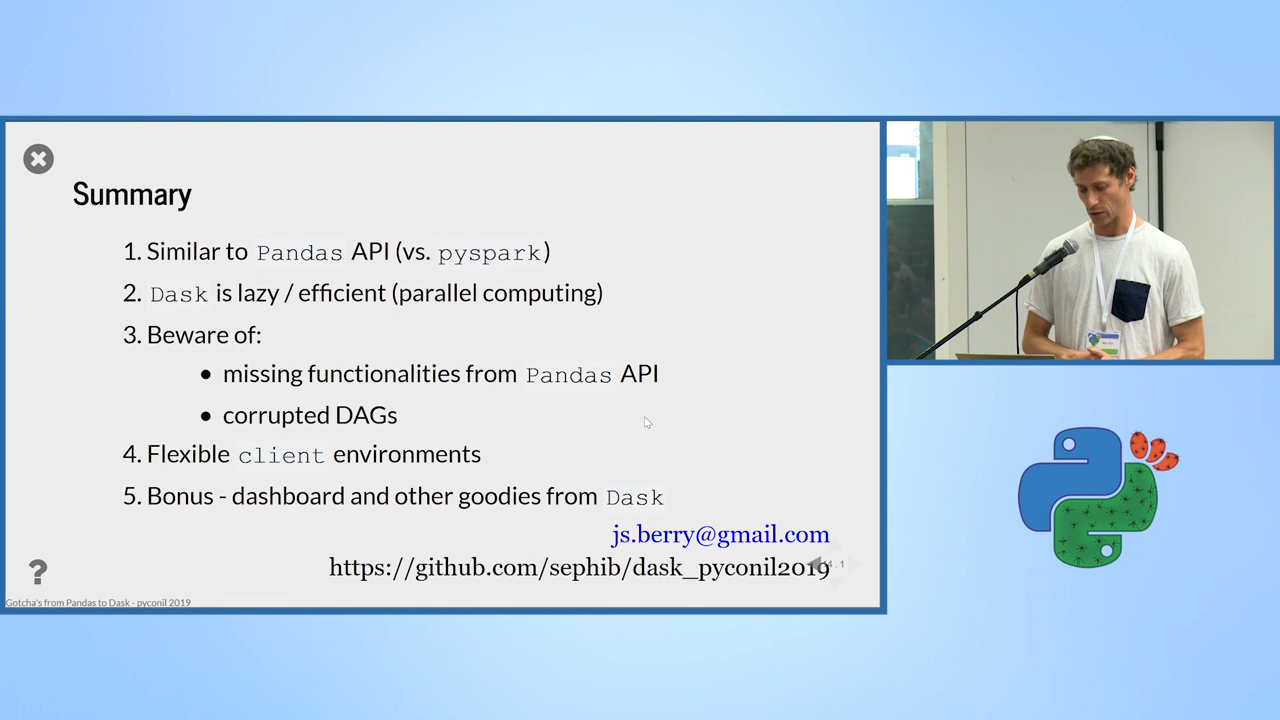 Summary
1. Similar to Pandas API (vs. pyspark)
2. Dask is lazy / efficient (parallel computing)
3. Beware of:
• missing functionalities from Pandas API
• corrupted DAGs
4. Flexible client environments
5. Bonus - dashboard and other goodies from Dask
js.berry@gmail.com
https://github.com/sephib/dask_pyconil2019
4.1
?
Gotcha's from Pandas to Dask - pyconil 2019